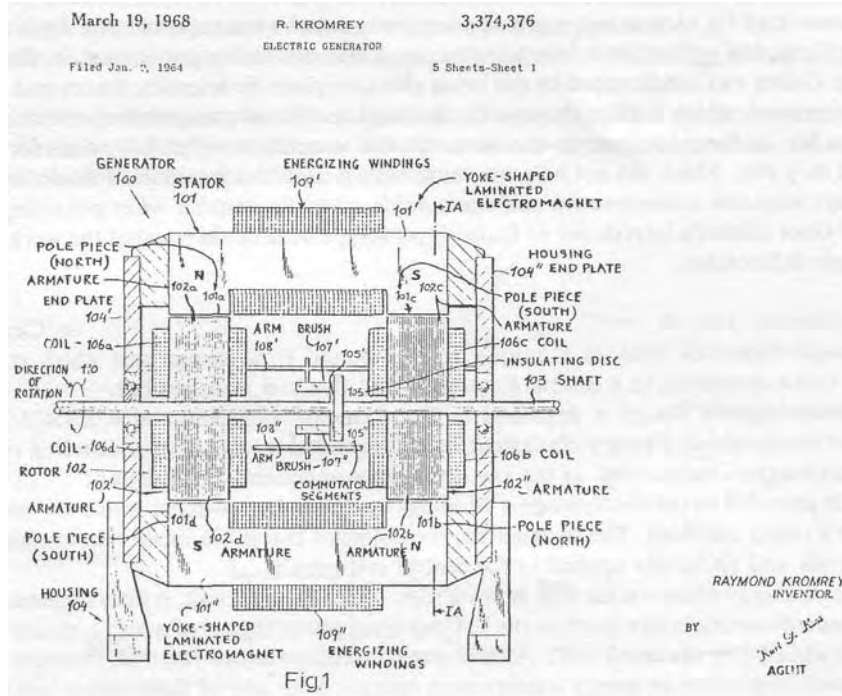 March 19, 1968
R. KROMREY
3,374,376
ELECTRIC GENERATOR
Filed Jan. 1964
5 Sheets-Sheet 1
GENERATOR
100
STATOR
101
ENERGIZING WINDINGS
109'
YOKE-SHAPED
LAMINATED
ELECTROMAGNET
101'
IA
POLE PIECE
(NORTH)
N
S
HOUSING
END PLATE
104"
ARMATURE
102a
101a
101c
102c
POLE PIECE
(SOUTH)
ARMATURE
END PLATE
104'
COIL-106a
ARM
108'
BRUSH
107'
105'
106c COIL
INSULATING DISC
105
110
DIRECTION
OF
ROTATION
103 SHAFT
COIL-106d
108"
ARM
BRUSH
107"
105
COMMUTATOR
SEGMENTS
106b COIL
ROTOR 102
102'
102"
ARMATURE
ARMATURE
101d
102d
102b
101b
POLE PIECE
(SOUTH)
S
ARMATURE
ARMATURE
N
POLE PIECE
(NORTH)
HOUSING
104
101"
YOKE-SHAPED
LAMINATED
ELECTROMAGNET
109"
ENERGIZING
WINDINGS
IA
RAYMOND KROMREY
INVENTOR.
BY
AGENT
Fig.1